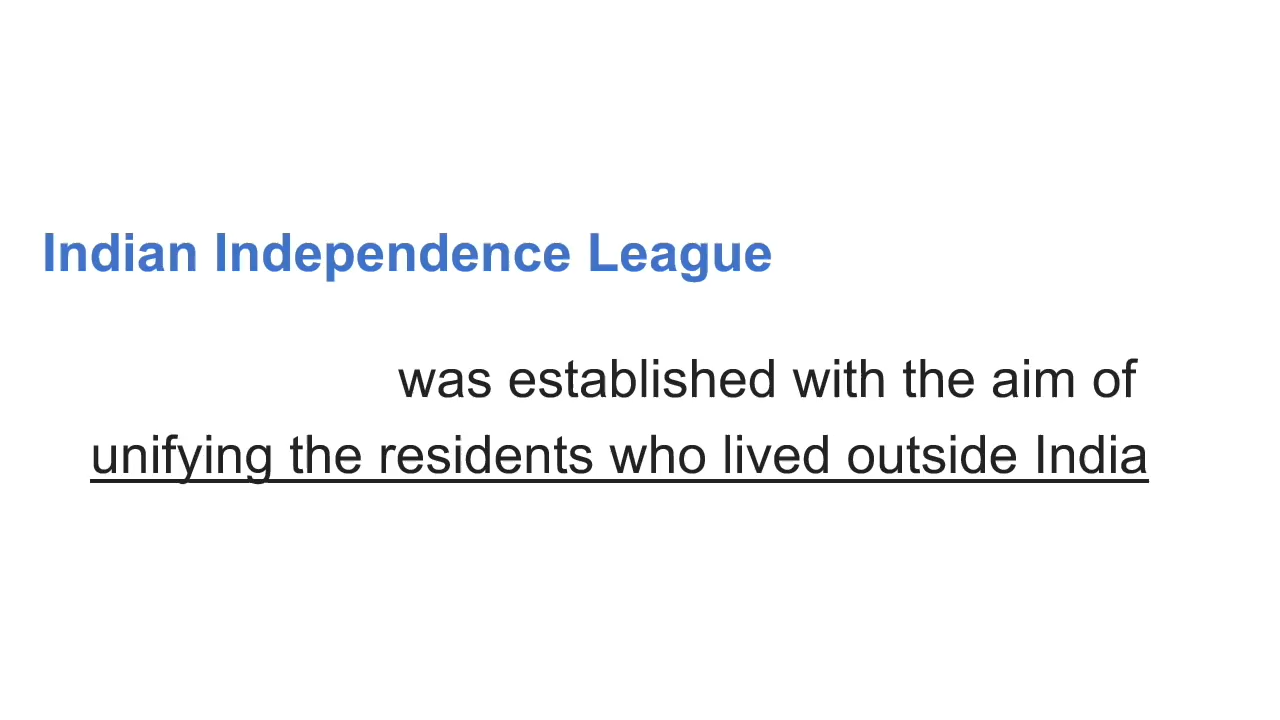 Indian Independence League
was established with the aim of
unifying the residents who lived outside India